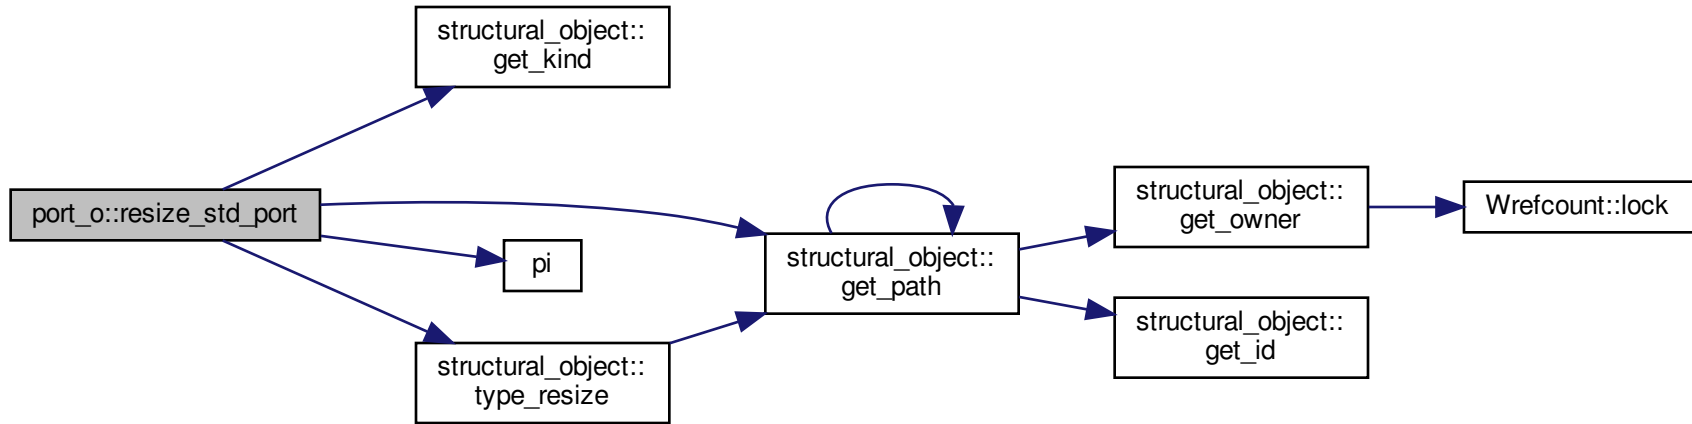 structural_object::
get_kind
port_o::resize_std_port
pi
structural_object::
type_resize
structural_object::
get_path
structural_object::
get_owner
structural_object::
get_id
Wrefcount::lock